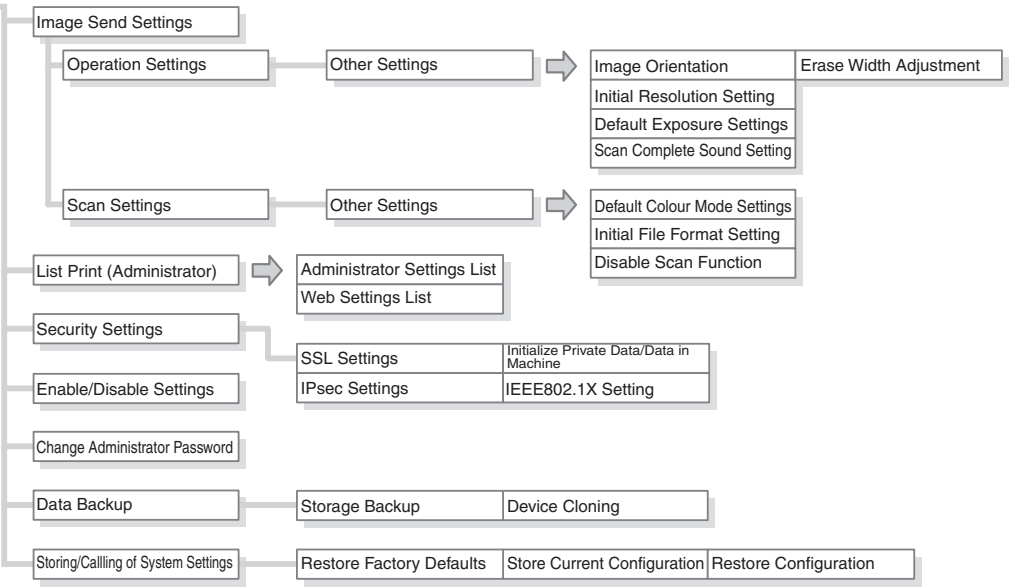 Image Send Settings
Operation Settings
Other Settings
Image Orientation
Erase Width Adjustment
Initial Resolution Setting
Default Exposure Settings
Scan Complete Sound Setting
Scan Settings
Other Settings
Default Colour Mode Settings
Initial File Format Setting
Disable Scan Function
List Print (Administrator)
Administrator Settings List
Web Settings List
Security Settings
SSL Settings
Initialize Private Data/Data in
Machine
IPsec Settings
IEEE802.1X Setting
Enable/Disable Settings
Change Administrator Password
Data Backup
Storage Backup
Device Cloning
Storing/Callling of System Settings
Restore Factory Defaults
Store Current Configuration
Restore Configuration